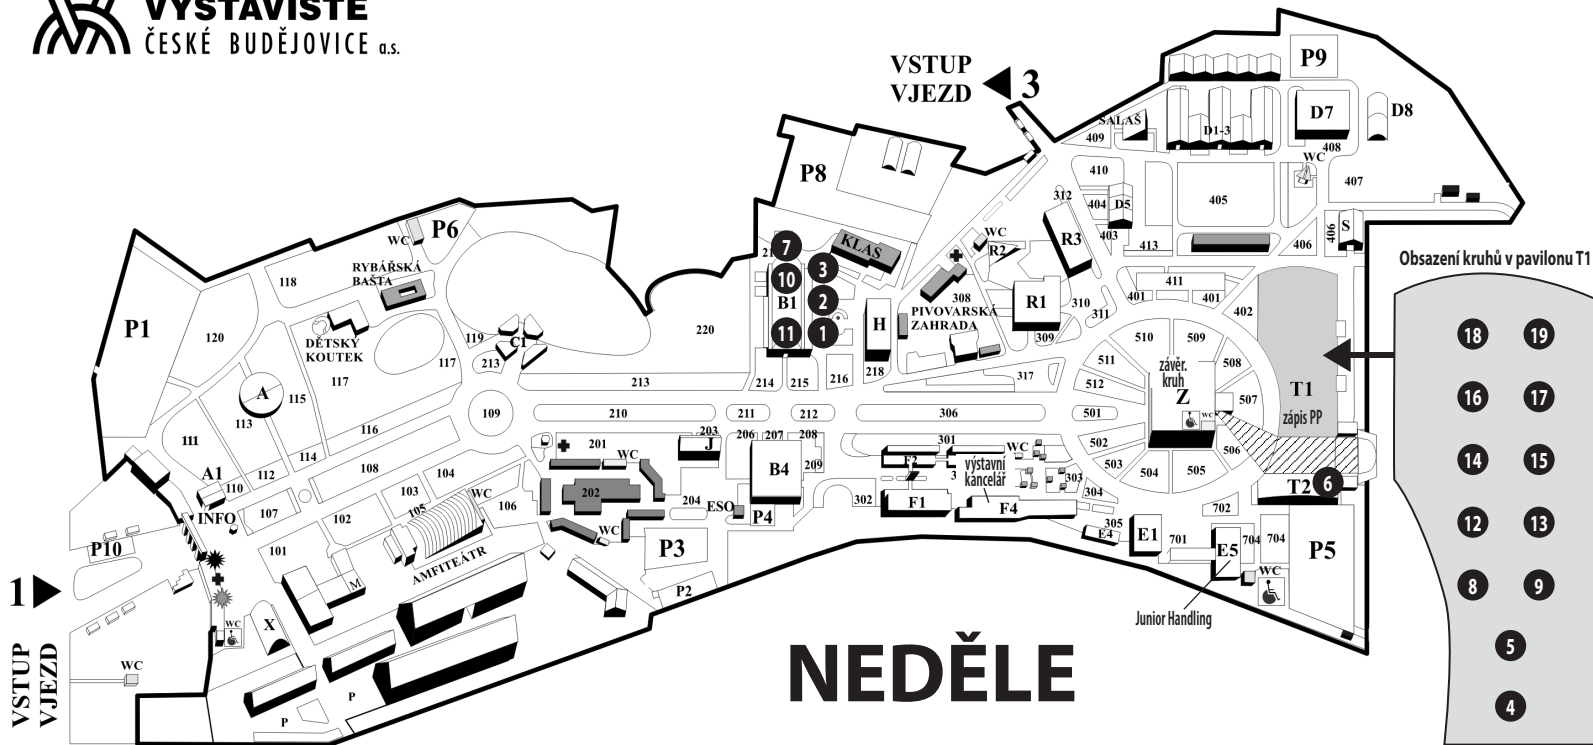 VÝSTAVIŠTĚ
ČESKÉ BUDĚJOVICE a.s.
VSTUP
VJEZD
3
P9
D7
D8
SALAŠ
409
D1-3
408
WC
407
410
405
404
D5
403
413
406
406
S
312
R3
P8
KLAS
WC
R2
R1
310
311
309
308
PIVOVARSKÁ
ZAHRADA
H
218
317
7
10
B1
11
3
2
1
214
215
216
P6
WC
RYBÁŘSKÁ
BAŠTA
118
P1
120
DĚTSKÝ
KOUTEK
117
117
119
C1
213
220
213
A
115
113
111
116
114
112
A1
110
109
210
211
212
306
501
411
401
401
402
510
509
511
508
512
507
závěr.
kruh
Z
WC
502
503
504
505
506
T1
zápis PP
T2
6
INFO
107
108
104
103
102
105
WC
106
101
M
AMFITEÁTR
201
WC
202
203
J
204
WC
206
207
208
B4
209
ESO
P4
P3
P2
302
301
F2
WC
3
výstavní
kancelář
303
304
F1
F4
305
E4
E1
701
702
E5
704
704
WC
P5
Junior Handling
P10
1
VSTUP
VJEZD
WC
WC
X
P
P
NEDĚLE
Obsazení kruhů v pavilonu T1
18
19
16
17
14
15
12
13
8
9
5
4